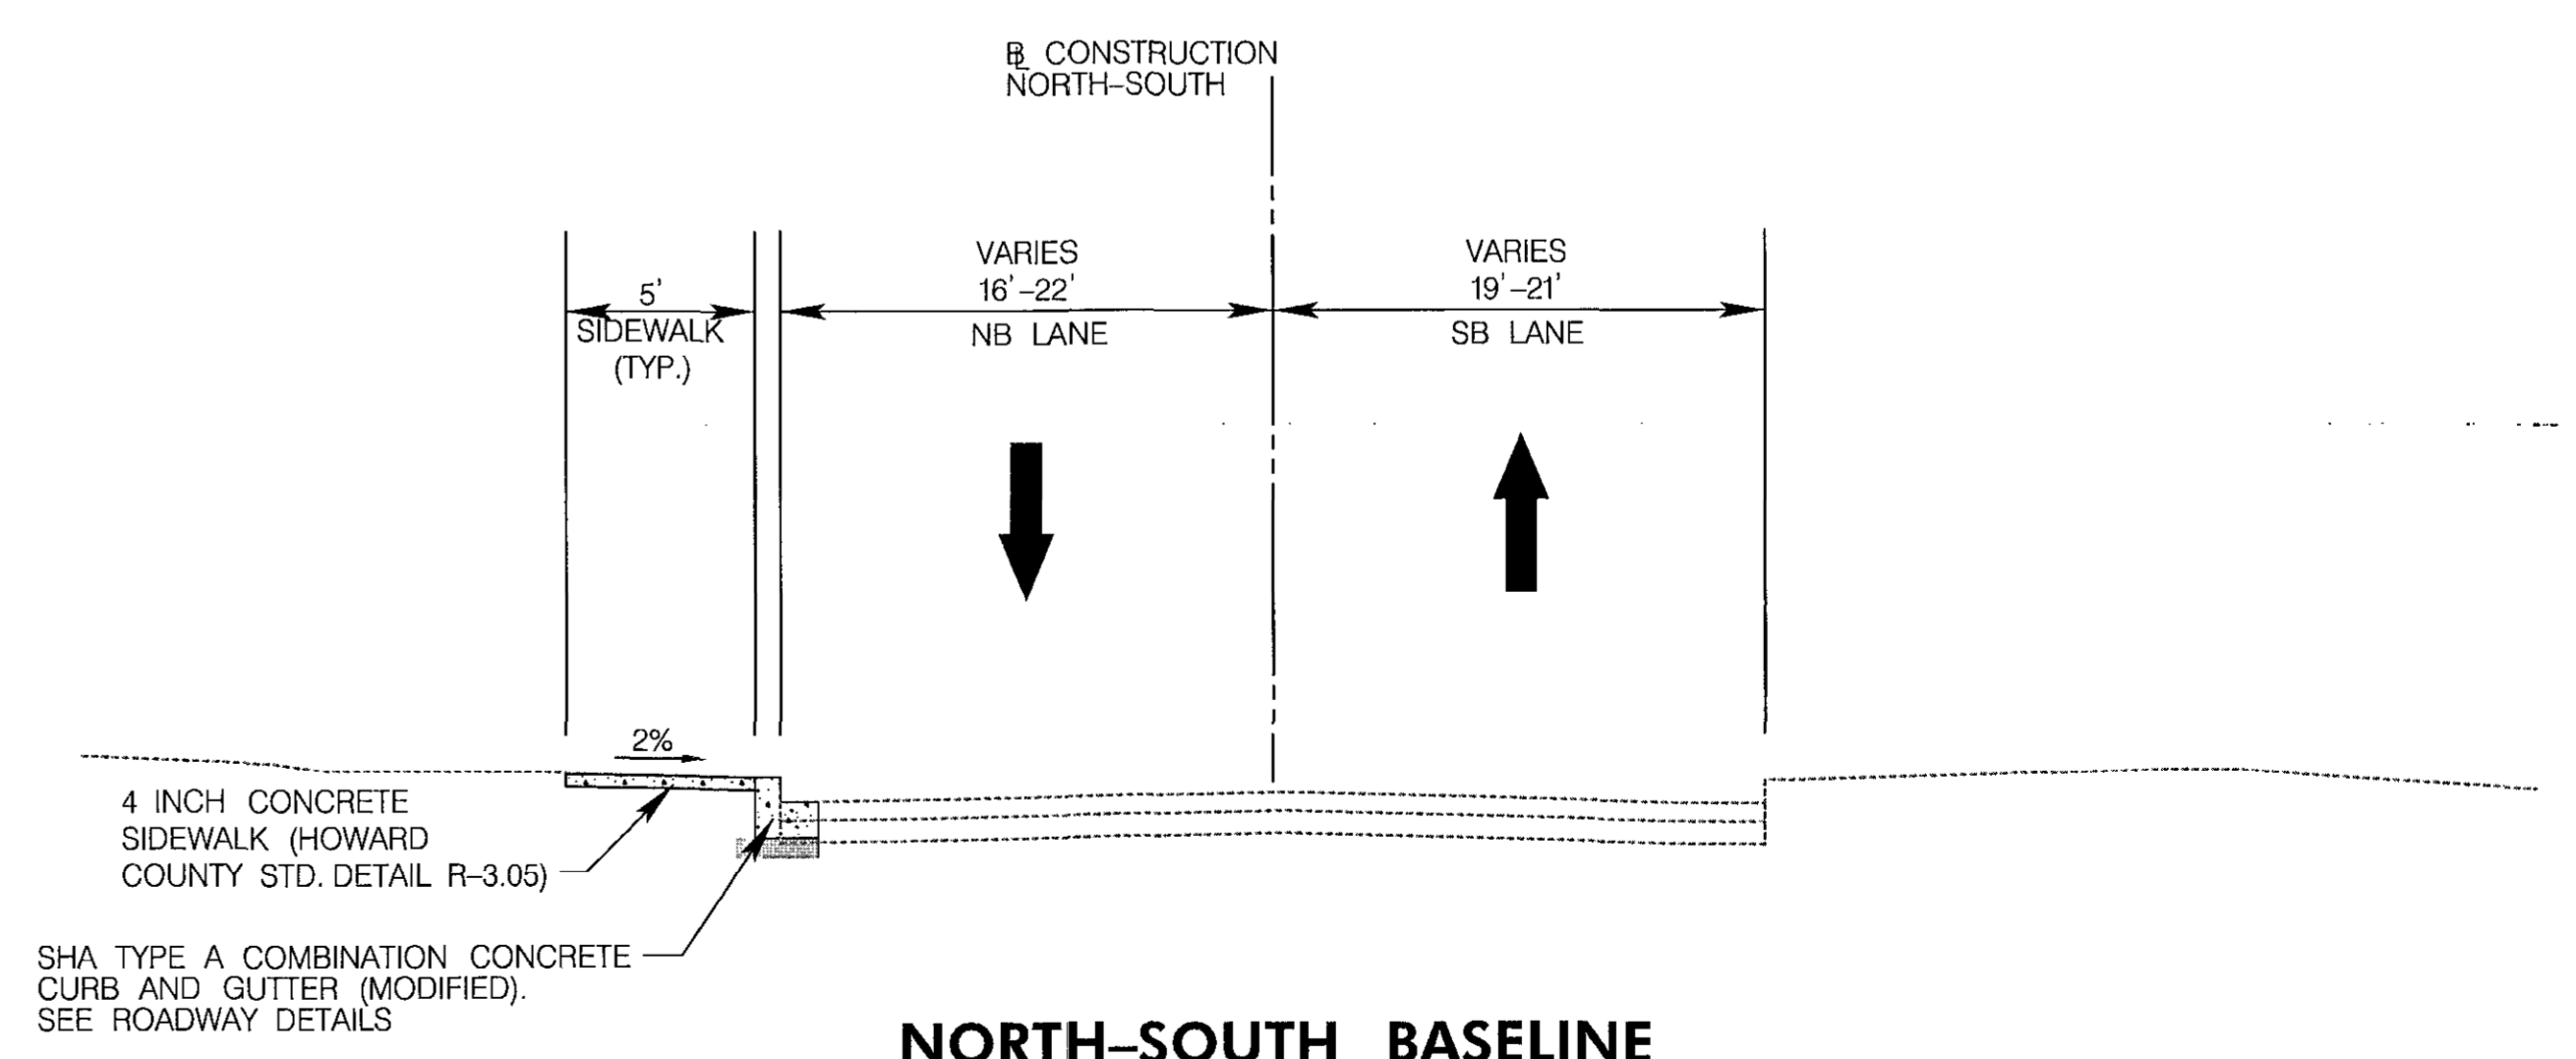 BL CONSTRUCTION
NORTH–SOUTH
VARIES
16'–22'
NB LANE
VARIES
19'–21'
SB LANE
5'
SIDEWALK
(TYP.)
2%
4 INCH CONCRETE
SIDEWALK (HOWARD
COUNTY STD. DETAIL R–3.05)
SHA TYPE A COMBINATION CONCRETE
CURB AND GUTTER (MODIFIED).
SEE ROADWAY DETAILS
NORTH–SOUTH BASELINE